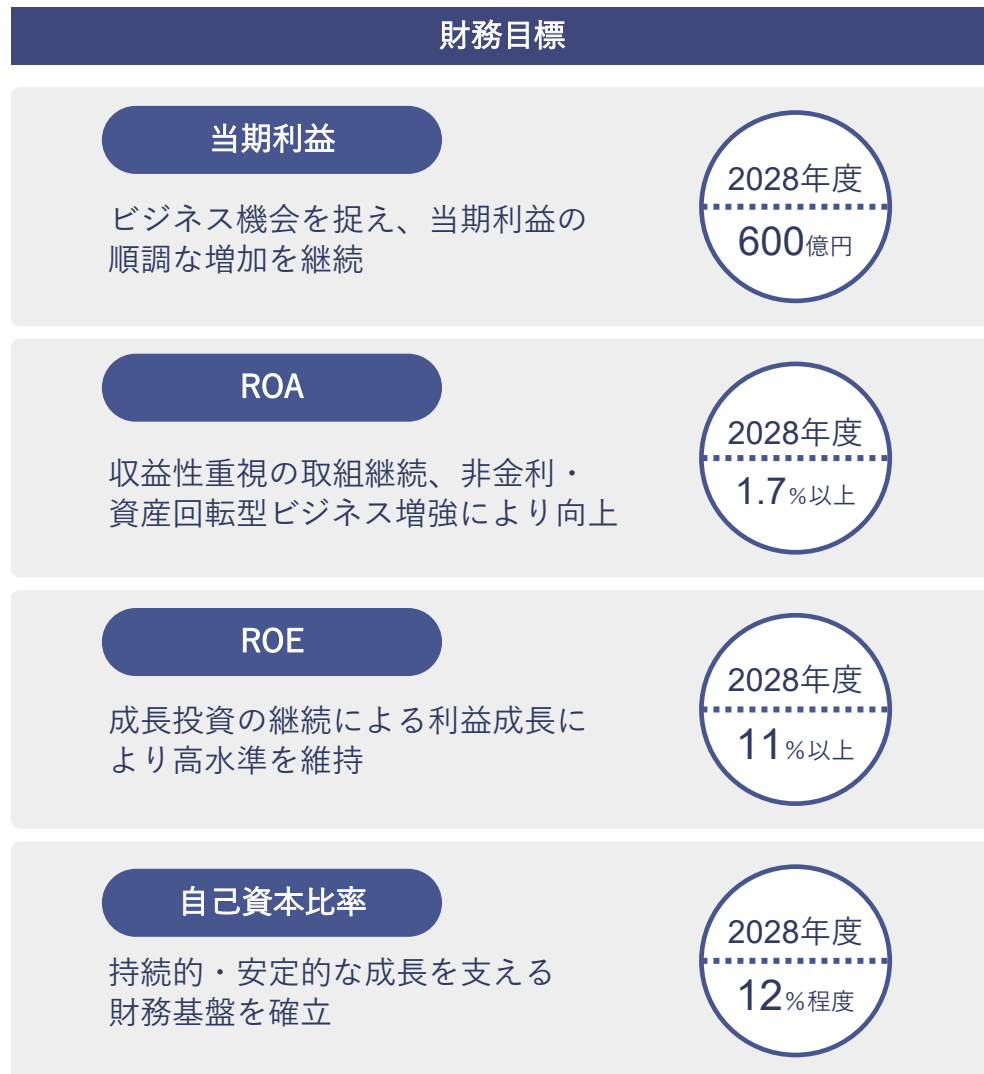 財務目標
当期利益
ビジネス機会を捉え、当期利益の
順調な増加を継続
2028年度
600億円
ROA
収益性重視の取組継続、非金利・
資産回転型ビジネス増強により向上
2028年度
1.7%以上
ROE
成長投資の継続による利益成長に
より高水準を維持
2028年度
11%以上
自己資本比率
持続的・安定的な成長を支える
財務基盤を確立
2028年度
12%程度